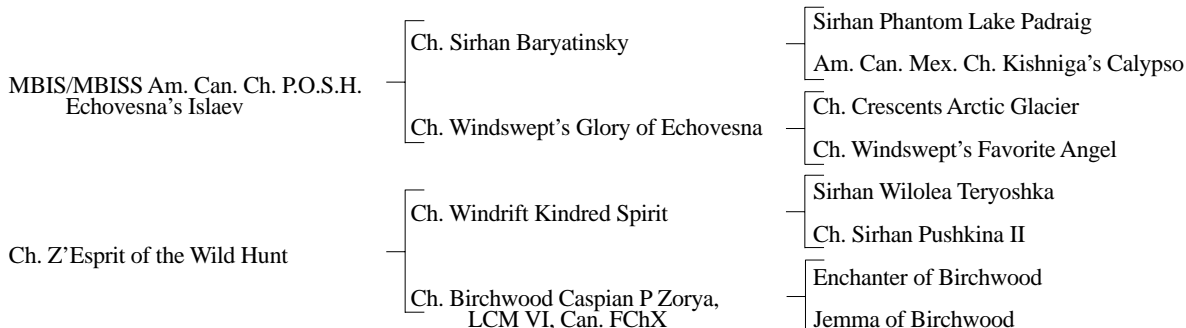 Sirhan Phantom Lake Padraig
Ch. Sirhan Baryatinsky
Am. Can. Mex. Ch. Kishniga’s Calypso
MBIS/MBISS Am. Can. Ch. P.O.S.H.
Echovesna’s Islaev
Ch. Crescents Arctic Glacier
Ch. Windswept’s Glory of Echovesna
Ch. Windswept’s Favorite Angel
Sirhan Wilolea Teryoshka
Ch. Windrift Kindred Spirit
Ch. Sirhan Pushkina II
Ch. Z’Esprit of the Wild Hunt
Enchanter of Birchwood
Ch. Birchwood Caspian P Zorya,
LCM VI, Can. FChX
Jemma of Birchwood